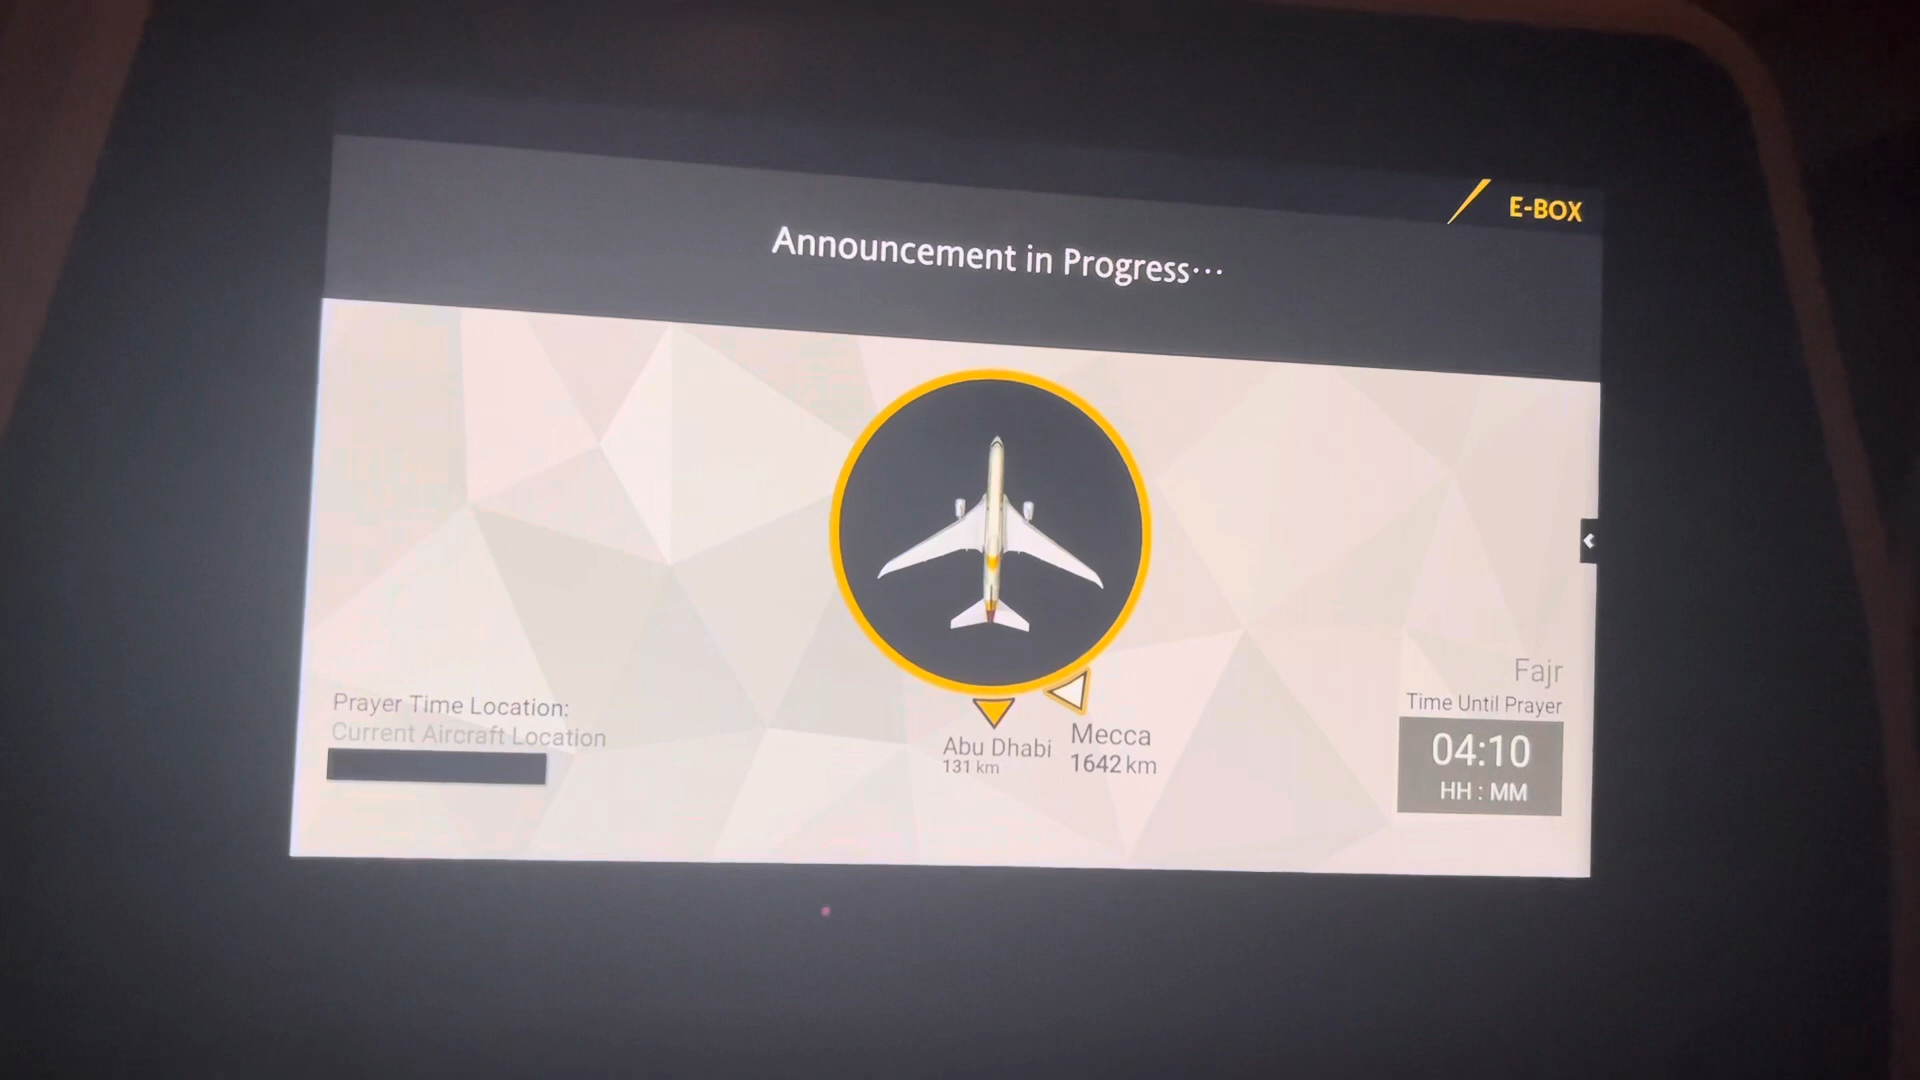 E-BOX
Announcement in Progress...
Fajr
Time Until Prayer
04:10
HH : MM
Prayer Time Location:
Current Aircraft Location
Abu Dhabi
131 km
Mecca
1642 km